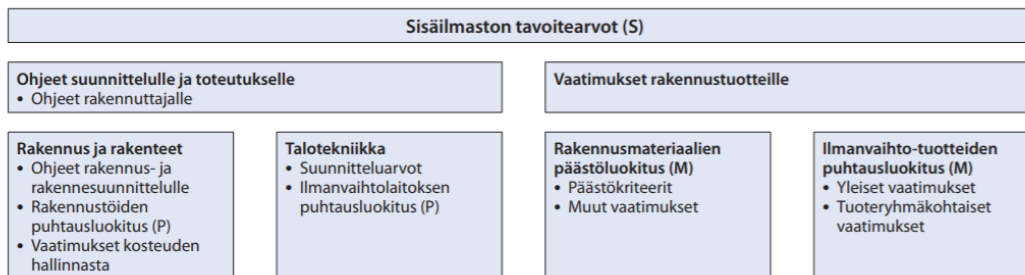 Sisäilmaston tavoitearvot (S)
Ohjeet suunnittelulle ja toteutukselle
• Ohjeet rakennuttajalle
Vaatimukset rakennustuotteille
Rakennus ja rakenteet
• Ohjeet rakennus- ja
rakennesuunnittelulle
• Rakennustöiden
puhtausluokitus (P)
• Vaatimukset kosteuden
hallinnasta
Talotekniikka
• Suunnitteluarvot
• Ilmanvaihtolaitoksen
puhtausluokitus (P)
Rakennusmateriaalien
päästöluokitus (M)
• Päästökriteerit
• Muut vaatimukset
Ilmanvaihto-tuotteiden
puhtausluokitus (M)
• Yleiset vaatimukset
• Tuoteryhmäkohtaiset
vaatimukset